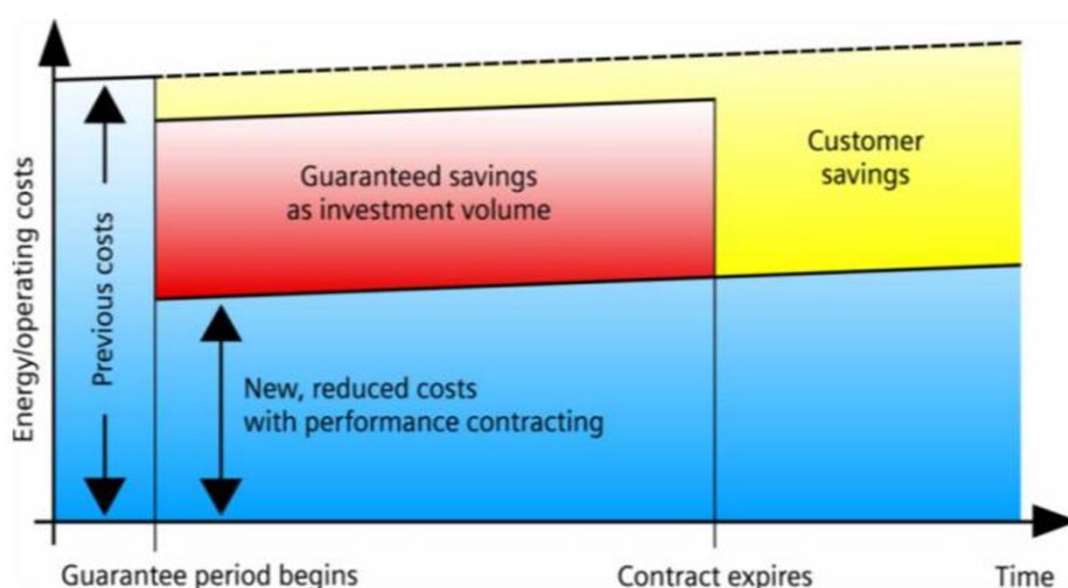 Energy/operating costs
Previous costs
Guaranteed savings
as investment volume
Customer
savings
New, reduced costs
with performance contracting
Guarantee period begins
Contract expires
Time